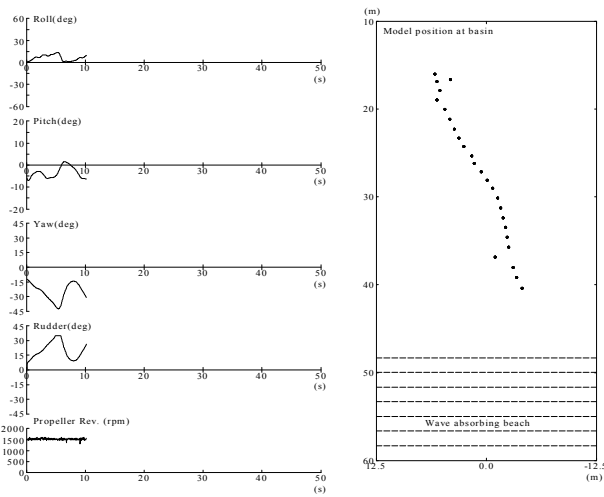 Roll(deg)
60
30
0
-30
-60
0 10 20 30 40 50
(s)
Pitch(deg)
20
10
0
-10
-20
0 10 20 30 40 50
(s)
Yaw(deg)
45
30
15
0
-15
-30
-45
0 10 20 30 40 50
(s)
Rudder(deg)
45
30
15
0
-15
-30
-45
0 10 20 30 40 50
(s)
Propeller Rev. (rpm)
2000
1500
1000
500
0
0 10 20 30 40 50
(s)
(m)
10
Model position at basin
20
30
40
50
Wave absorbing beach
60
12.5 0.0 -12.5
(m)